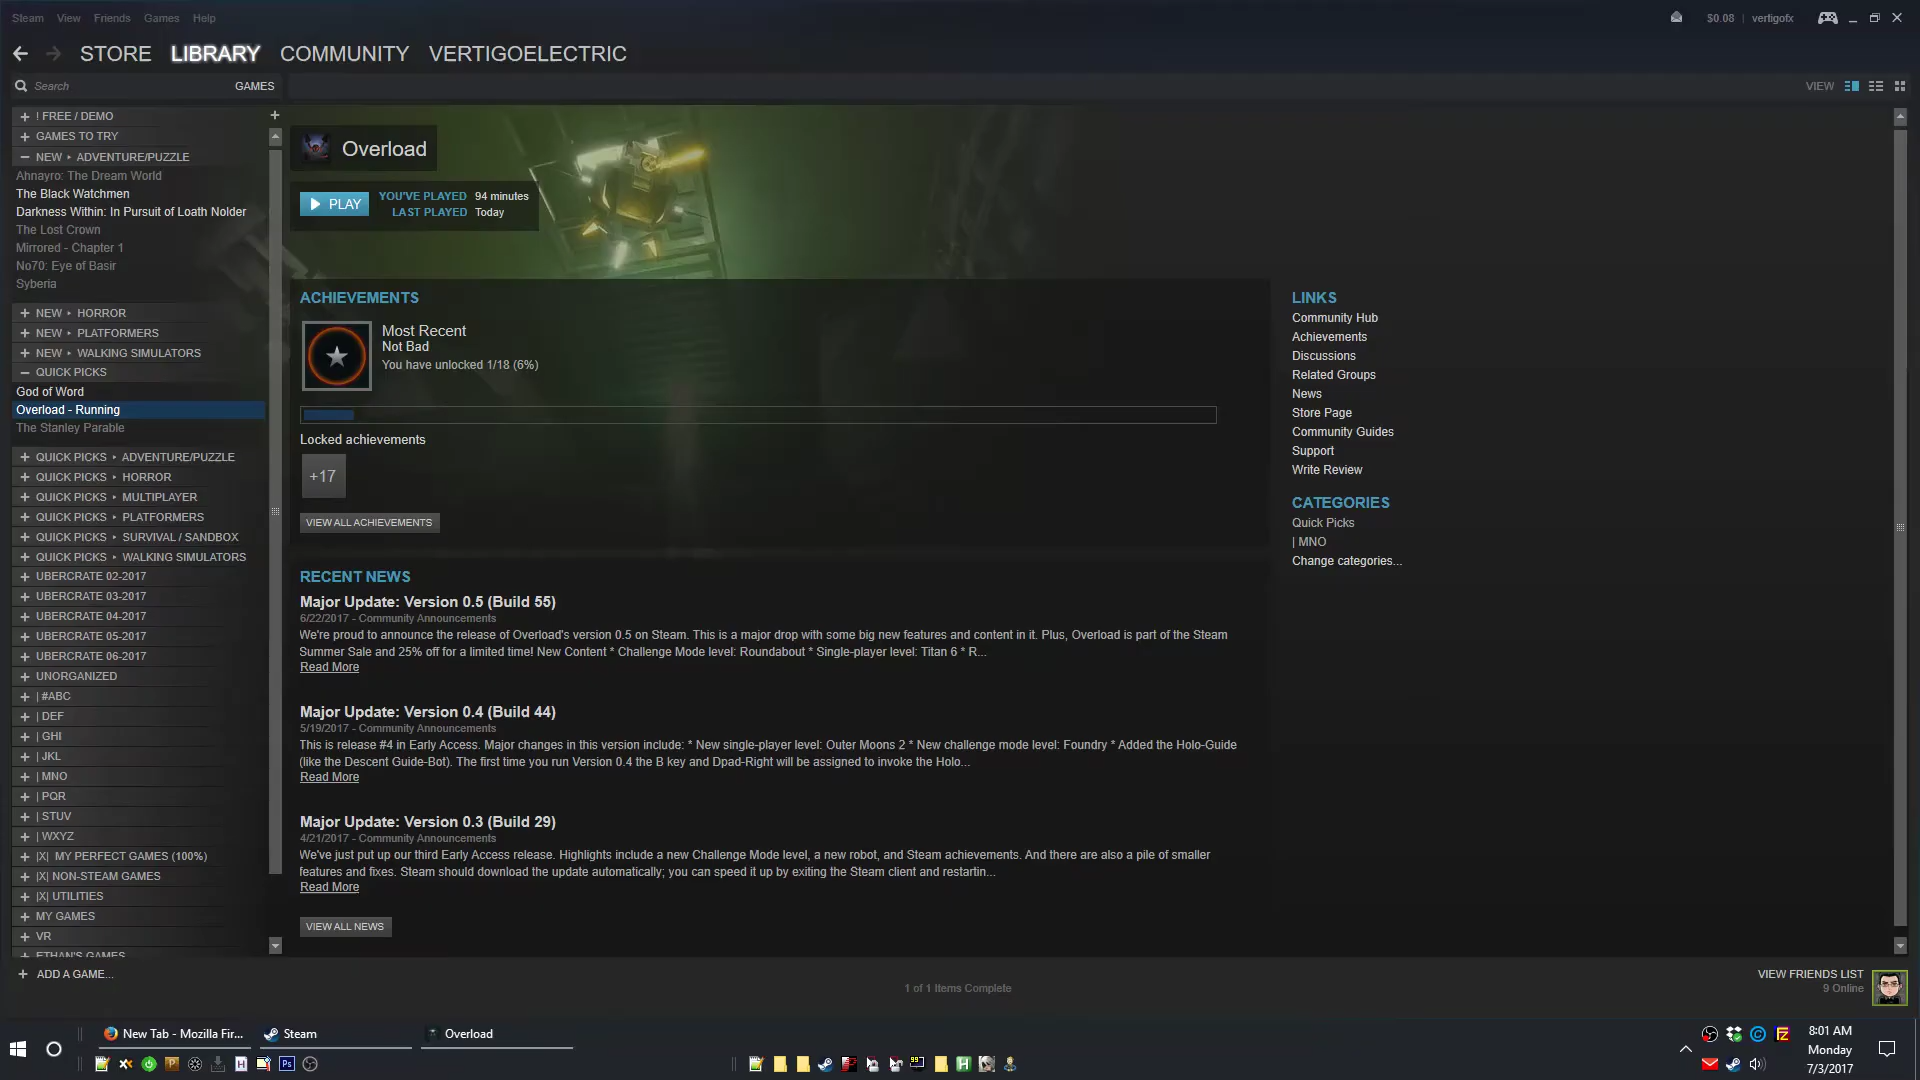 Steam View Friends Games Help
$0.08 | vertigofx
STORE LIBRARY COMMUNITY VERTIGOELECTRIC
Search GAMES
VIEW
+ ! FREE / DEMO
+ GAMES TO TRY
− NEW ▸ ADVENTURE/PUZZLE
Ahnayro: The Dream World
The Black Watchmen
Darkness Within: In Pursuit of Loath Nolder
The Lost Crown
Mirrored - Chapter 1
No70: Eye of Basir
Syberia
+ NEW ▸ HORROR
+ NEW ▸ PLATFORMERS
+ NEW ▸ WALKING SIMULATORS
− QUICK PICKS
God of Word
Overload - Running
The Stanley Parable
+ QUICK PICKS ▸ ADVENTURE/PUZZLE
+ QUICK PICKS ▸ HORROR
+ QUICK PICKS ▸ MULTIPLAYER
+ QUICK PICKS ▸ PLATFORMERS
+ QUICK PICKS ▸ SURVIVAL / SANDBOX
+ QUICK PICKS ▸ WALKING SIMULATORS
+ UBERCRATE 02-2017
+ UBERCRATE 03-2017
+ UBERCRATE 04-2017
+ UBERCRATE 05-2017
+ UBERCRATE 06-2017
+ UNORGANIZED
+ | #ABC
+ | DEF
+ | GHI
+ | JKL
+ | MNO
+ | PQR
+ | STUV
+ | WXYZ
+ |X| MY PERFECT GAMES (100%)
+ |X| NON-STEAM GAMES
+ |X| UTILITIES
+ MY GAMES
+ VR
+ ETHAN'S GAMES
+ ADD A GAME...
Overload
PLAY
YOU'VE PLAYED 94 minutes
LAST PLAYED Today
ACHIEVEMENTS
Most Recent
Not Bad
You have unlocked 1/18 (6%)
Locked achievements
+17
VIEW ALL ACHIEVEMENTS
RECENT NEWS
Major Update: Version 0.5 (Build 55)
6/22/2017 - Community Announcements
We're proud to announce the release of Overload's version 0.5 on Steam. This is a major drop with some big new features and content in it. Plus, Overload is part of the Steam
Summer Sale and 25% off for a limited time! New Content * Challenge Mode level: Roundabout * Single-player level: Titan 6 * R...
Read More
Major Update: Version 0.4 (Build 44)
5/19/2017 - Community Announcements
This is release #4 in Early Access. Major changes in this version include: * New single-player level: Outer Moons 2 * New challenge mode level: Foundry * Added the Holo-Guide
(like the Descent Guide-Bot). The first time you run Version 0.4 the B key and Dpad-Right will be assigned to invoke the Holo...
Read More
Major Update: Version 0.3 (Build 29)
4/21/2017 - Community Announcements
We've just put up our third Early Access release. Highlights include a new Challenge Mode level, a new robot, and Steam achievements. And there are also a pile of smaller
features and fixes. Steam should download the update automatically; you can speed it up by exiting the Steam client and restartin...
Read More
VIEW ALL NEWS
LINKS
Community Hub
Achievements
Discussions
Related Groups
News
Store Page
Community Guides
Support
Write Review
CATEGORIES
Quick Picks
| MNO
Change categories...
1 of 1 Items Complete
VIEW FRIENDS LIST
9 Online
New Tab - Mozilla Fir...
Steam
Overload
8:01 AM
Monday
7/3/2017